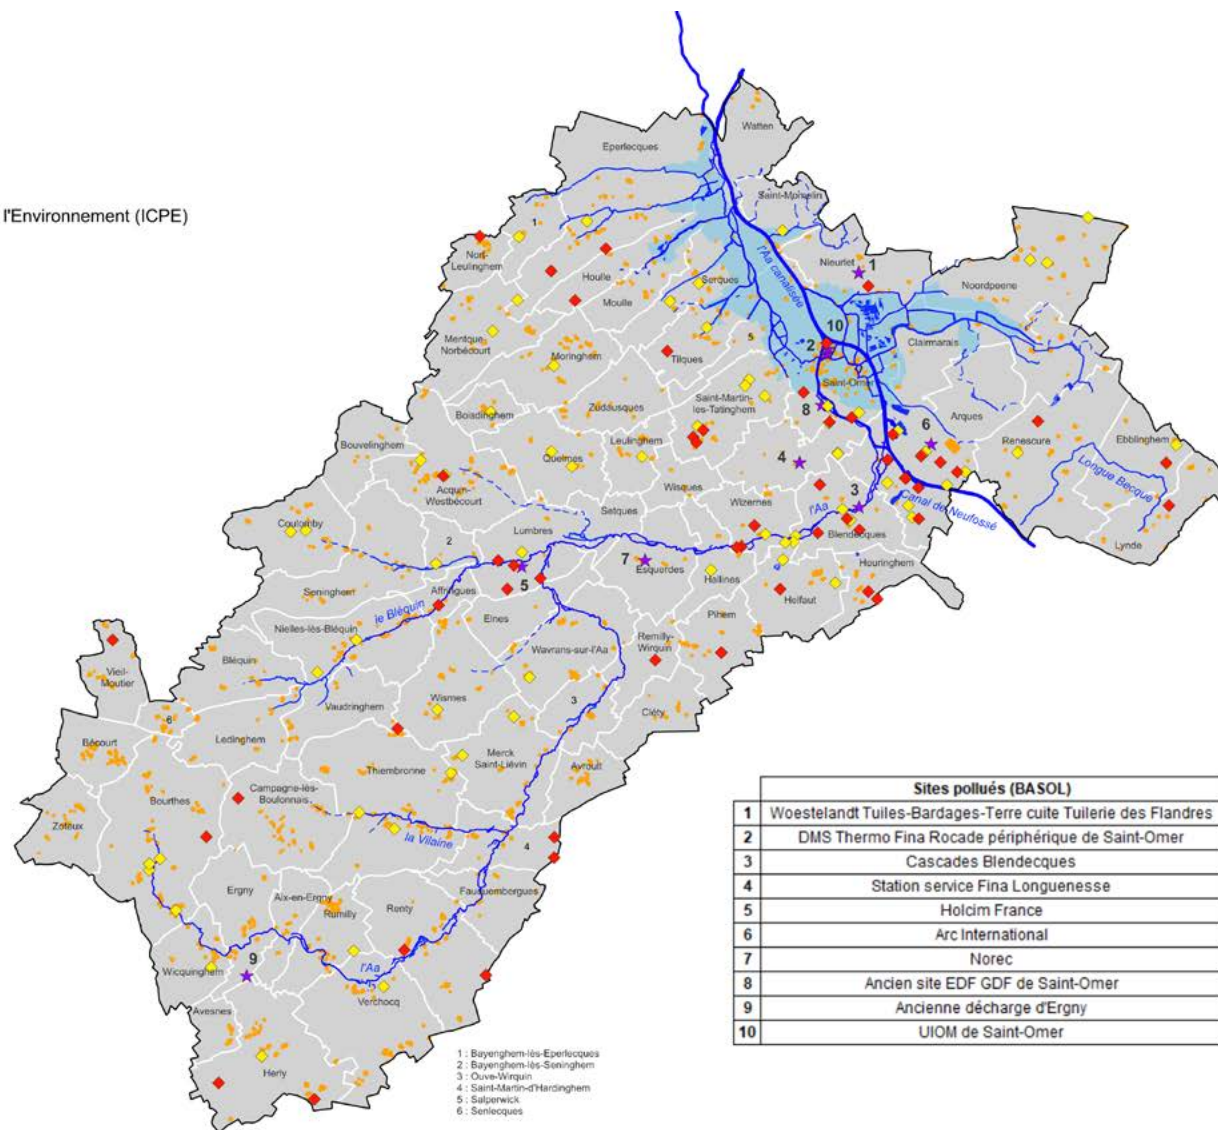 Watten
Eperlecques
Saint-Momelin
l'Environnement (ICPE)
1
Nort-
Leulinghem
Houlle
Moulle
Serques
l'Aa canalisée
Nieurlet
1
Noordpeene
Mentque-
Norbécourt
Moringhem
Tilques
5
10
2
Clairmarais
Saint-Omer
Boisdinghem
Zudausques
Saint-Martin-
lès-Tatinghem
8
Arques
Bouvelinghem
Leulinghem
6
Renescure
Ebblinghem
Quelmes
4
Longue Becque
Acquin-
Westbécourt
Wisques
Wizernes
3
Canal de Neufossé
Coulomby
Setques
l'Aa
Lumbres
Blendecques
Lynde
2
7
Esquerdes
Heuringhem
Seninghem
Affringues
5
Hallines
Helfaut
le Bléquin
Elnes
Pihem
Nielles-lès-Bléquin
Remilly-
Wirquin
Bléquin
Wavrans-sur-l'Aa
Vieil-
Moutier
Vaudringhem
Wismes
3
Cléty
6
Ledinghem
Bécourt
Merck
Saint-Liévin
Thiembronne
Avroult
Campagne-lès-
Boulonnais
Bourthes
Zoteux
la Vilaine
4
Ergny
Aix-en-Ergny
Rumilly
Renty
Fauquembergues
9
l'Aa
Wicquinghem
Verchocq
Avesnes
Herly
1 : Bayenghem-lès-Eperlecques
2 : Bayenghem-lès-Seninghem
3 : Ouve-Wirquin
4 : Saint-Martin-d'Hardinghem
5 : Salperwick
6 : Senlecques
Sites pollués (BASOL)
1 Woestelandt Tuiles-Bardages-Terre cuite Tuilerie des Flandres
2 DMS Thermo Fina Rocade périphérique de Saint-Omer
3 Cascades Blendecques
4 Station service Fina Longuenesse
5 Holcim France
6 Arc International
7 Norec
8 Ancien site EDF GDF de Saint-Omer
9 Ancienne décharge d'Ergny
10 UIOM de Saint-Omer